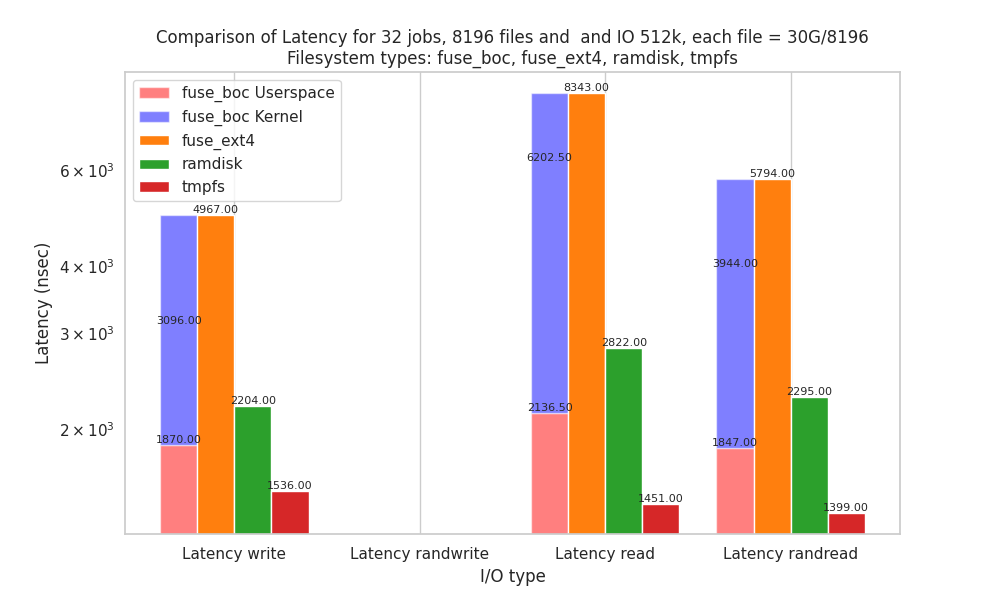 Comparison of Latency for 32 jobs, 8196 files and  and IO 512k, each file = 30G/8196
Filesystem types: fuse_boc, fuse_ext4, ramdisk, tmpfs
fuse_boc Userspace
fuse_boc Kernel
fuse_ext4
ramdisk
tmpfs
8343.00
6202.50
6 × 10³
5794.00
4967.00
4 × 10³
3944.00
3096.00
3 × 10³
2822.00
2204.00
2295.00
2136.50
2 × 10³
1870.00
1847.00
1536.00
1451.00
1399.00
Latency (nsec)
Latency write
Latency randwrite
Latency read
Latency randread
I/O type